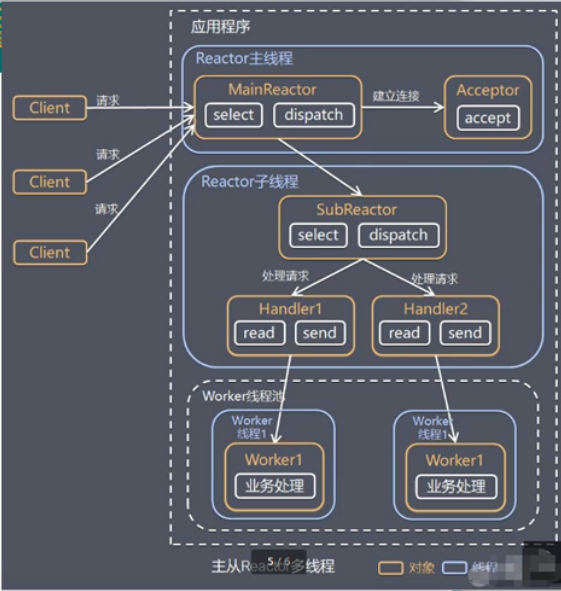 应用程序
Reactor主线程
MainReactor
select dispatch
建立连接
Acceptor
accept
Client
请求
Client
请求
Client
请求
Reactor子线程
SubReactor
select dispatch
处理请求
处理请求
Handler1
read send
Handler2
read send
Worker线程池
Worker
线程1
Worker1
业务处理
Worker
线程1
Worker1
业务处理
主从Reactor多线程
5 / 6
对象
线程